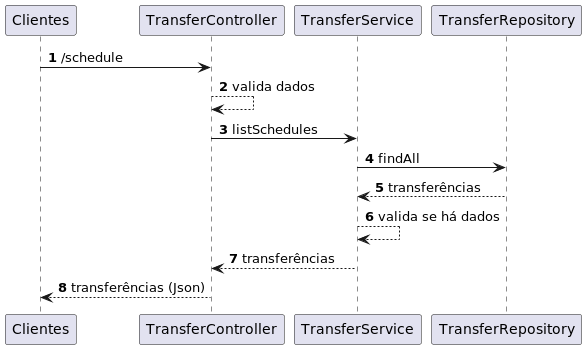 Clientes TransferController TransferService TransferRepository
1 /schedule
2 valida dados
3 listSchedules
4 findAll
5 transferências
6 valida se há dados
7 transferências
8 transferências (Json)
Clientes TransferController TransferService TransferRepository